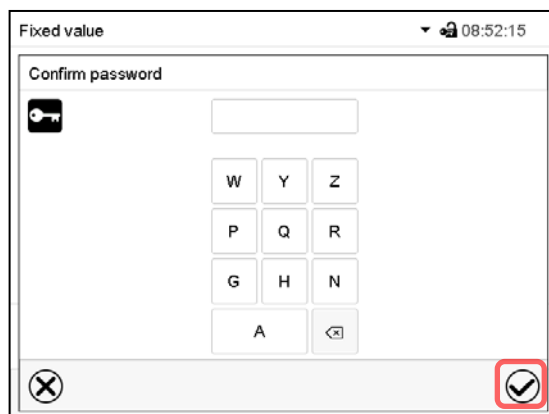 Fixed value 08:52:15
Confirm password
W Y Z
P Q R
G H N
A